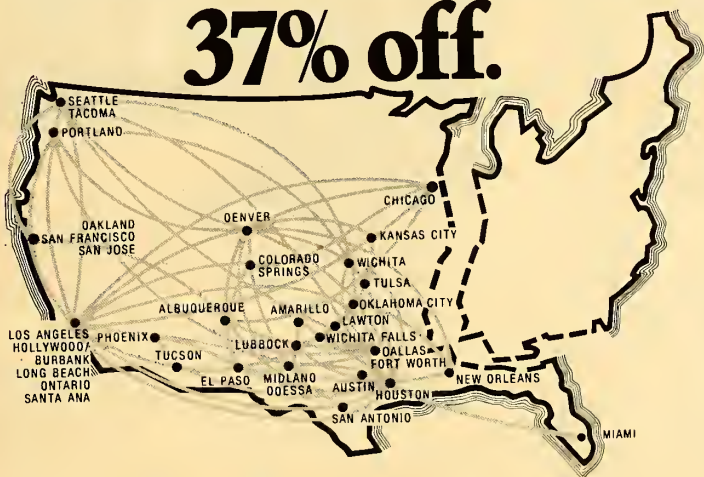 37% off.
SEATTLE
TACOMA
PORTLAND
CHICAGO
OAKLAND
SAN FRANCISCO
SAN JOSE
DENVER
KANSAS CITY
COLORADO
SPRINGS
WICHITA
TULSA
OKLAHOMA CITY
ALBUQUERQUE
AMARILLO
LAWTON
LOS ANGELES
HOLLYWOOD/
BURBANK
LONG BEACH
ONTARIO
SANTA ANA
PHOENIX
LUBBOCK
WICHITA FALLS
DALLAS
FORT WORTH
TUCSON
EL PASO
MIDLAND
ODESSA
AUSTIN
HOUSTON
NEW ORLEANS
SAN ANTONIO
MIAMI